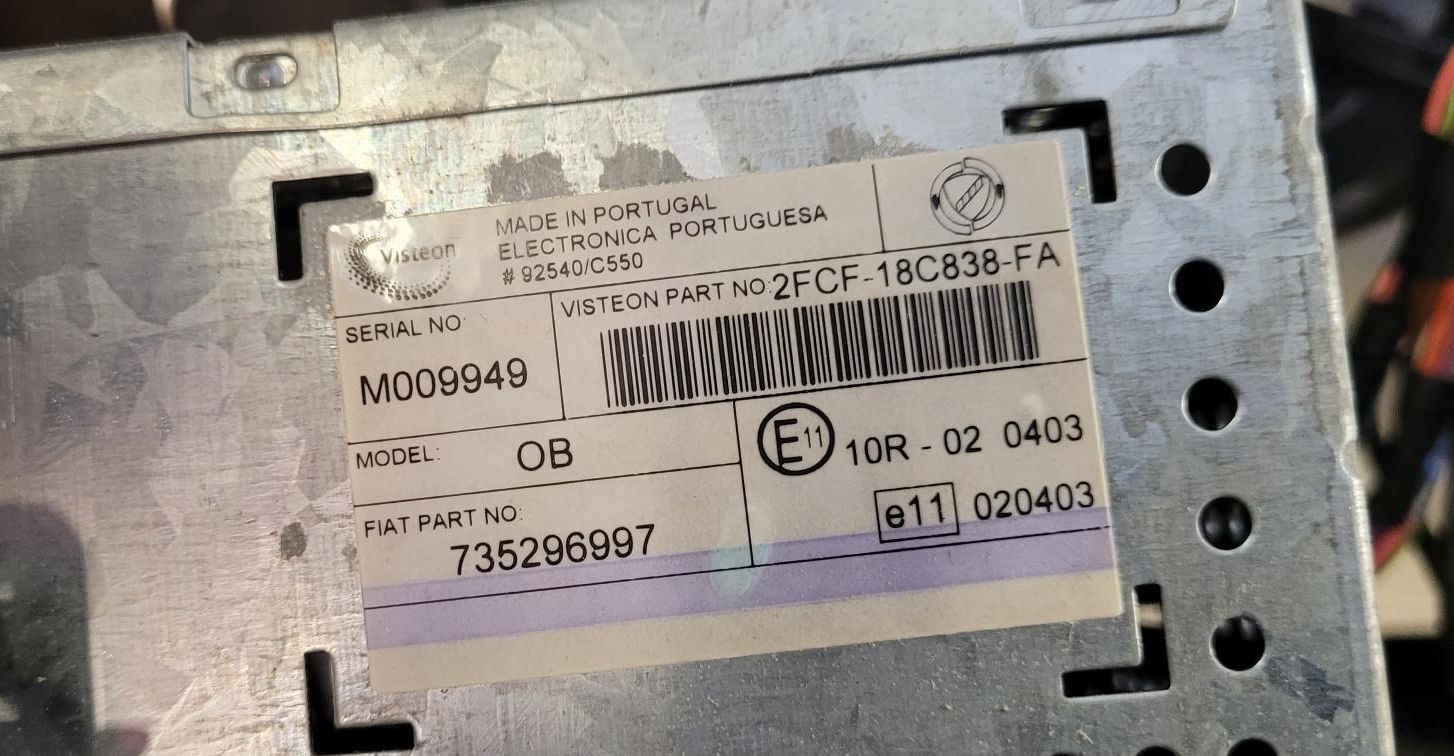 Visteon
MADE IN PORTUGAL
ELECTRONICA PORTUGUESA
# 92540/C550
SERIAL NO:
M009949
VISTEON PART NO:2FCF-18C838-FA
MODEL: OB
E11 10R - 02 0403
e11 020403
FIAT PART NO:
735296997